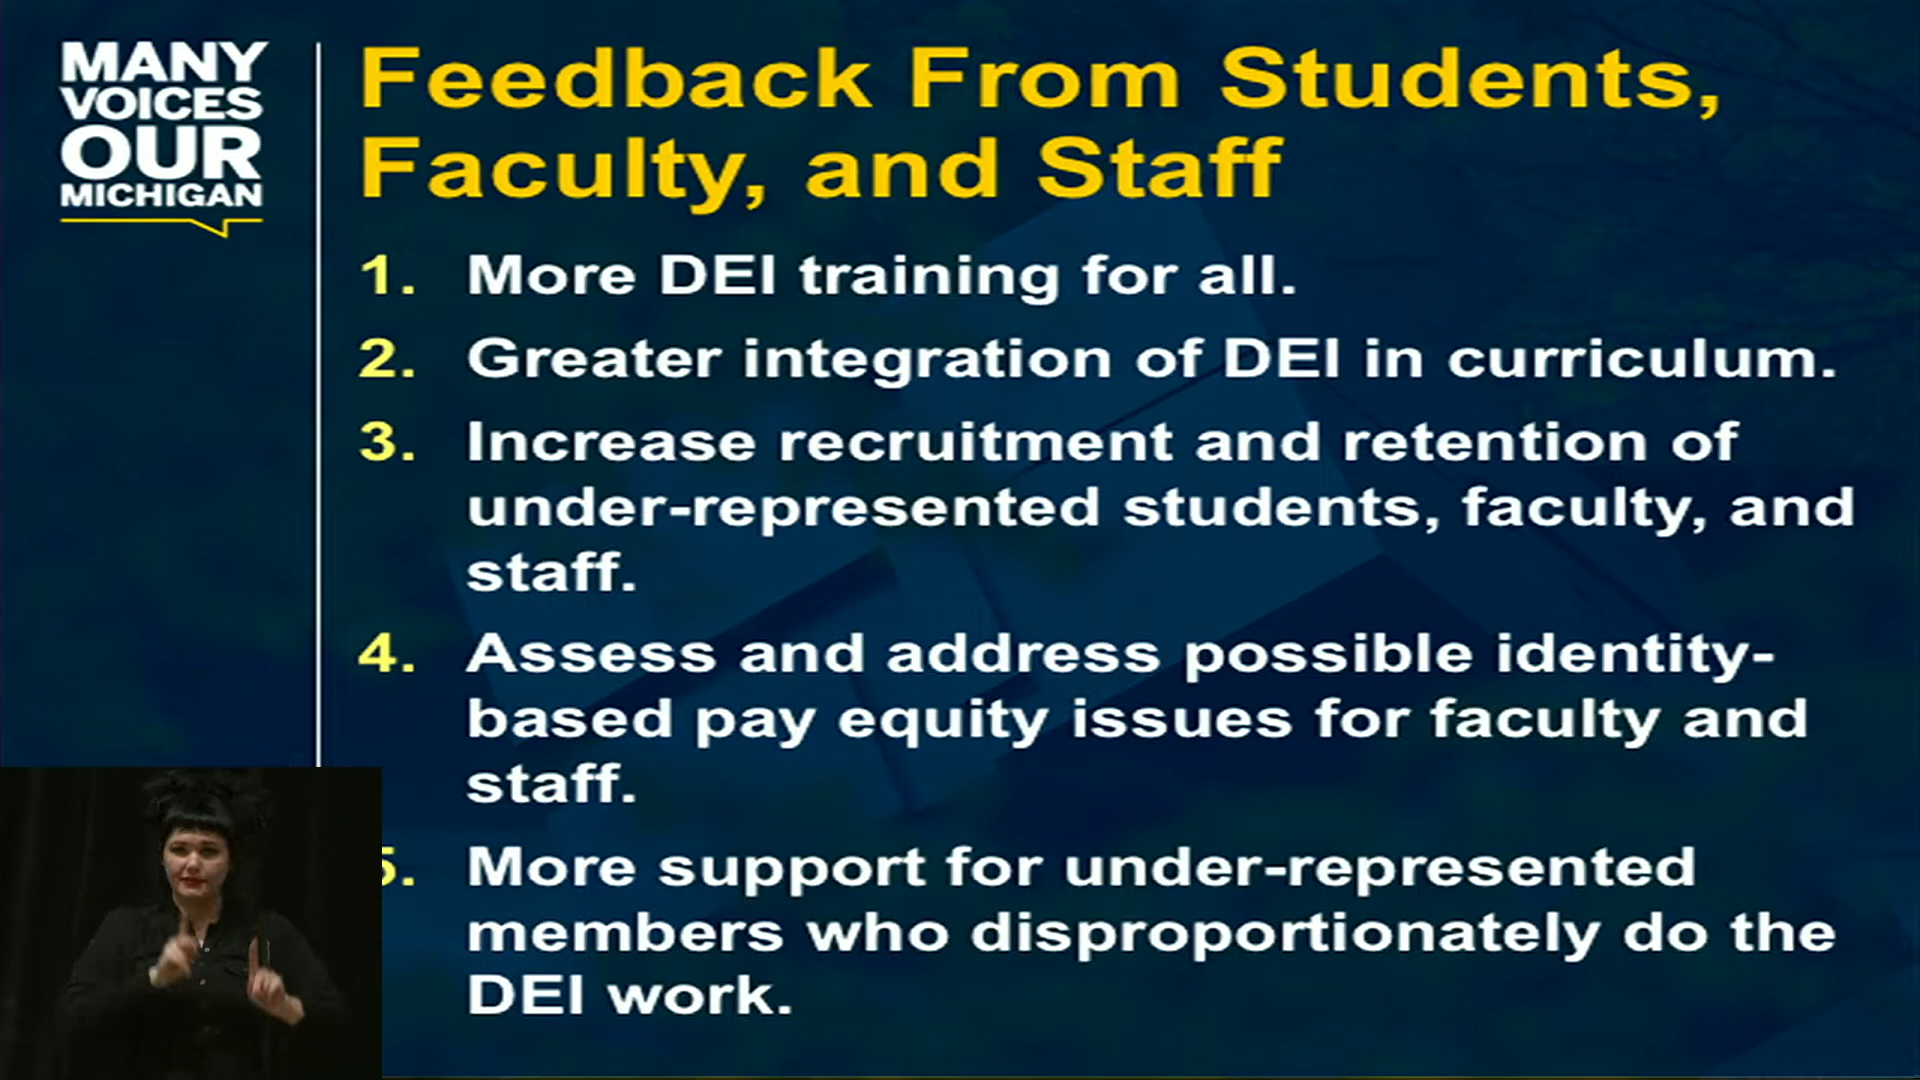 MANY
VOICES
OUR
MICHIGAN
Feedback From Students,
Faculty, and Staff
1. More DEI training for all.
2. Greater integration of DEI in curriculum.
3. Increase recruitment and retention of
under-represented students, faculty, and
staff.
4. Assess and address possible identity-
based pay equity issues for faculty and
staff.
5. More support for under-represented
members who disproportionately do the
DEI work.